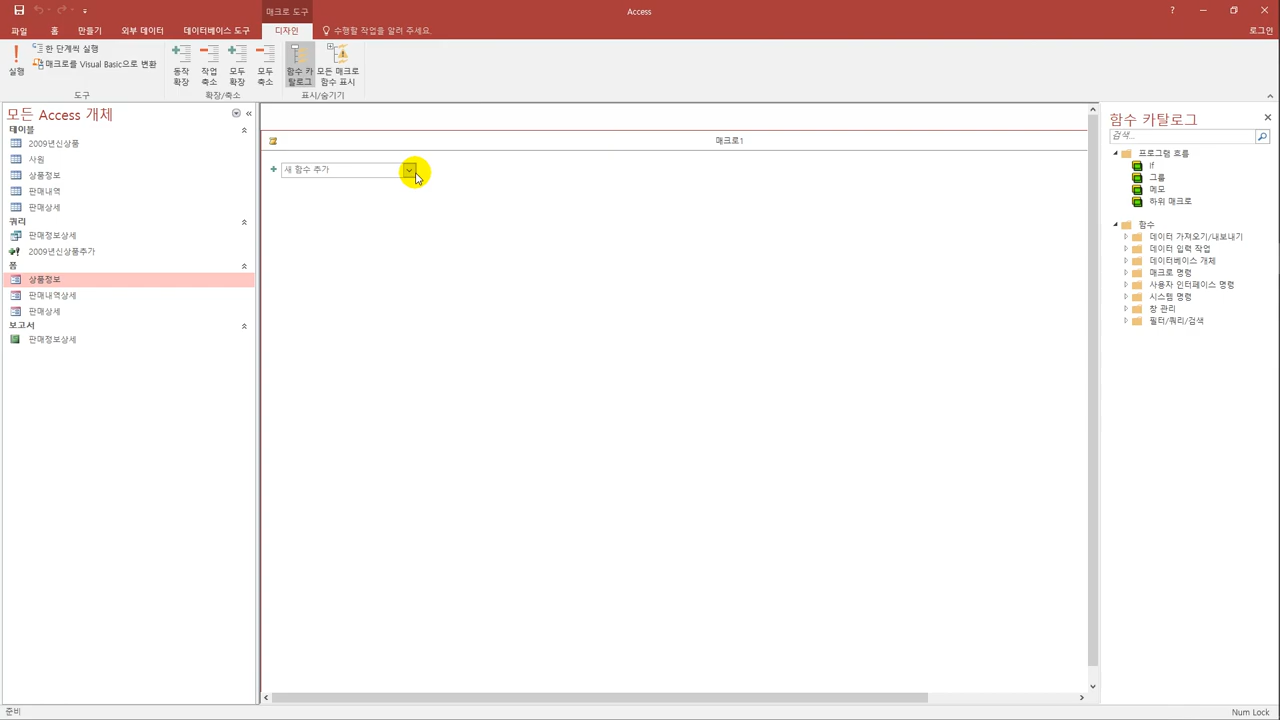 매크로 도구
Access
?
파일
홈
만들기
외부 데이터
데이터베이스 도구
디자인
수행할 작업을 알려 주세요.
로그인
실행
한 단계씩 실행
매크로를 Visual Basic으로 변환
도구
동작
확장
작업
축소
모두
확장
모두
축소
확장/축소
함수 카
탈로그
모든 매크로
함수 표시
표시/숨기기
모든 Access 개체
테이블
2009년신상품
사원
상품정보
판매내역
판매상세
쿼리
판매정보상세
2009년신상품추가
폼
상품정보
판매내역상세
판매상세
보고서
판매정보상세
매크로1
새 함수 추가
함수 카탈로그
검색...
프로그램 흐름
If
그룹
메모
하위 매크로
함수
데이터 가져오기/내보내기
데이터 입력 작업
데이터베이스 개체
매크로 명령
사용자 인터페이스 명령
시스템 명령
창 관리
필터/쿼리/검색
준비
Num Lock